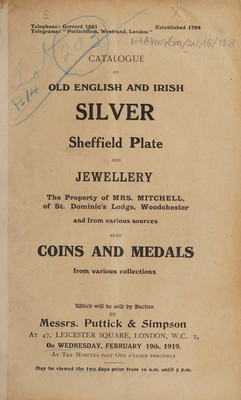 Telephone: Gerrard 1561
Established 1794
Telegrams: "Puttickdom, Westrand, London"
CATALOGUE
OF
OLD ENGLISH AND IRISH
SILVER
Sheffield Plate
AND
JEWELLERY
The Property of MRS. MITCHELL,
of St. Dominic's Lodge, Woodchester
and from various sources
ALSO
COINS AND MEDALS
from various collections
Which will be sold by Auction
BY
Messrs. Puttick & Simpson
AT 47, LEICESTER SQUARE, LONDON, W.C. 2,
ON WEDNESDAY, FEBRUARY 19TH, 1919,
AT TEN MINUTES PAST ONE O'CLOCK PRECISELY
May be viewed the two days prior from 10 a.m. until 5 p.m.